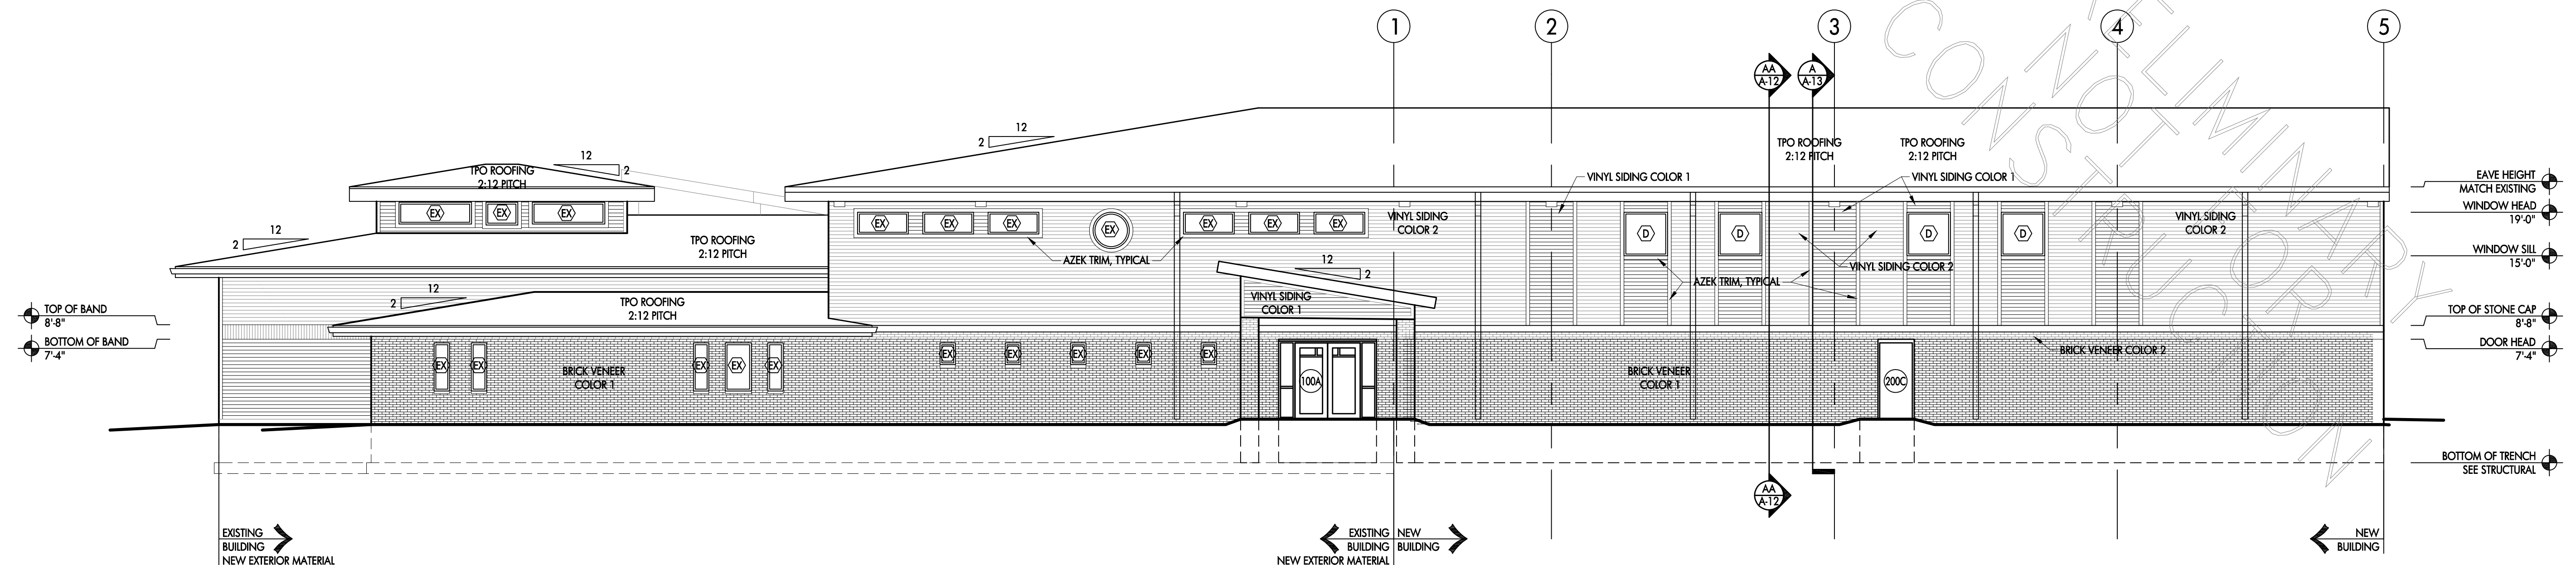 1
2
3
4
5
AA
A-12
A
A-13
PRELIMINARY
NOT FOR
CONSTRUCTION
12
2
12
2
12
2
12
2
12
2
TPO ROOFING
2:12 PITCH
TPO ROOFING
2:12 PITCH
TPO ROOFING
2:12 PITCH
TPO ROOFING
2:12 PITCH
TPO ROOFING
2:12 PITCH
VINYL SIDING COLOR 1
VINYL SIDING COLOR 1
EX
EX
EX
EX
EX
EX
EX
EX
EX
EX
VINYL SIDING
COLOR 2
D
D
D
D
VINYL SIDING
COLOR 2
AZEK TRIM, TYPICAL
VINYL SIDING COLOR 2
AZEK TRIM, TYPICAL
VINYL SIDING
COLOR 1
EAVE HEIGHT
MATCH EXISTING
WINDOW HEAD
19'-0"
WINDOW SILL
15'-0"
TOP OF STONE CAP
8'-8"
DOOR HEAD
7'-4"
BOTTOM OF TRENCH
SEE STRUCTURAL
TOP OF BAND
8'-8"
BOTTOM OF BAND
7'-4"
EX
EX
EX
EX
EX
EX
EX
EX
EX
EX
BRICK VENEER
COLOR 1
100A
BRICK VENEER
COLOR 1
200C
BRICK VENEER COLOR 2
AA
A-12
EXISTING
BUILDING
NEW EXTERIOR MATERIAL
EXISTING
BUILDING
NEW EXTERIOR MATERIAL
NEW
BUILDING
NEW
BUILDING